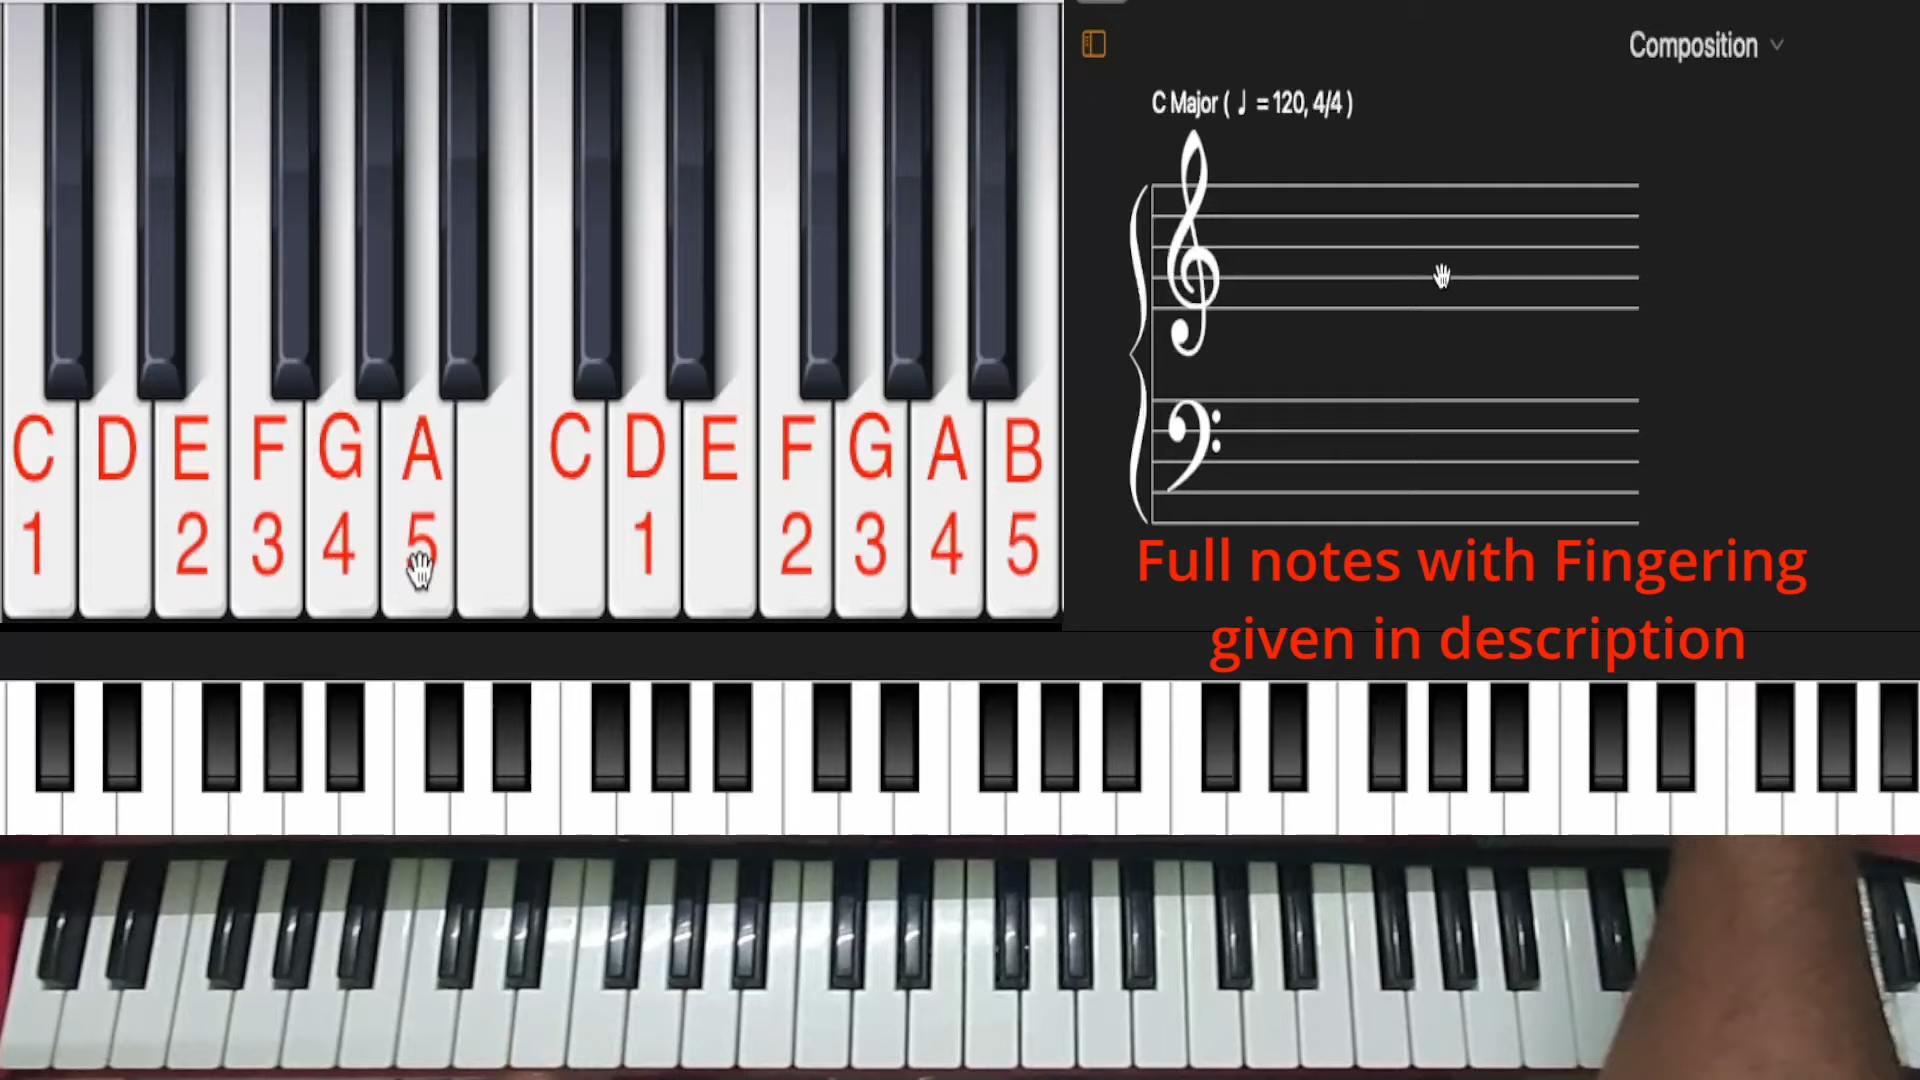 Composition
C Major ( ♩ = 120, 4/4 )
C D E F G A C D E F G A B
1 2 3 4 5 1 2 3 4 5
Full notes with Fingering
given in description